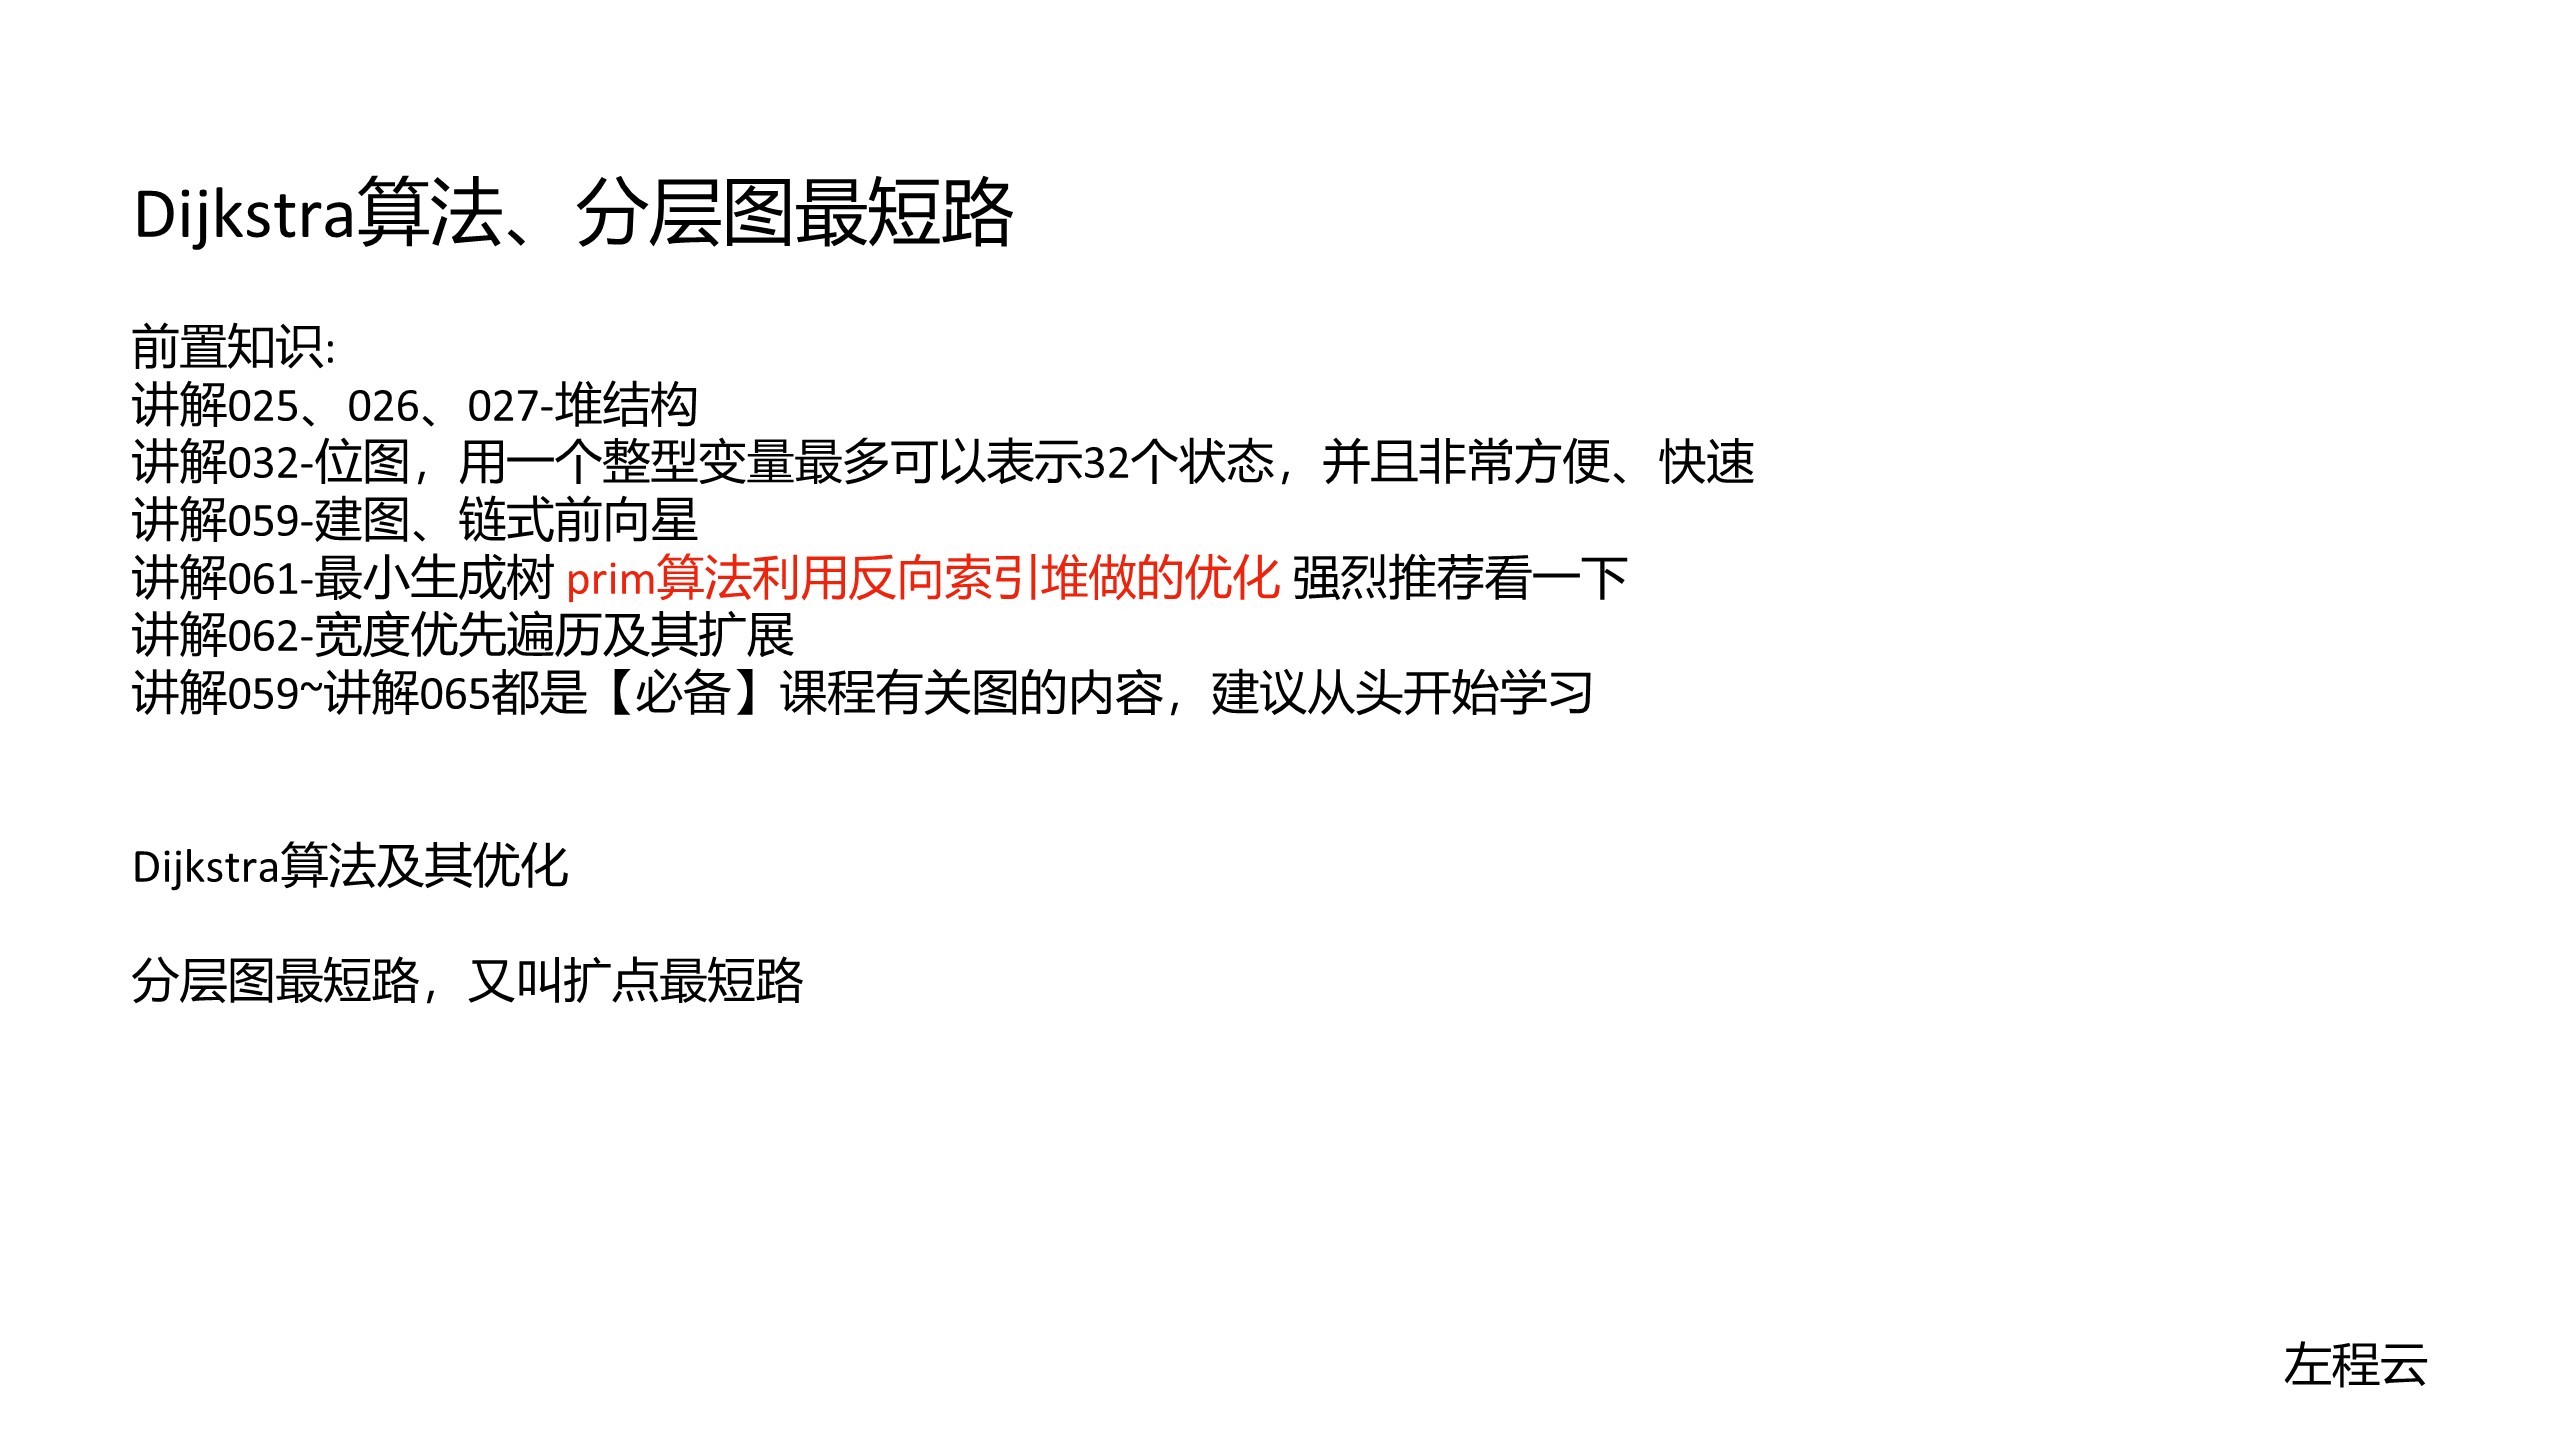 Dijkstra算法、分层图最短路
前置知识:
讲解025、026、027-堆结构
讲解032-位图，用一个整型变量最多可以表示32个状态，并且非常方便、快速
讲解059-建图、链式前向星
讲解061-最小生成树 prim算法利用反向索引堆做的优化 强烈推荐看一下
讲解062-宽度优先遍历及其扩展
讲解059~讲解065都是【必备】课程有关图的内容，建议从头开始学习
Dijkstra算法及其优化
分层图最短路，又叫扩点最短路
左程云